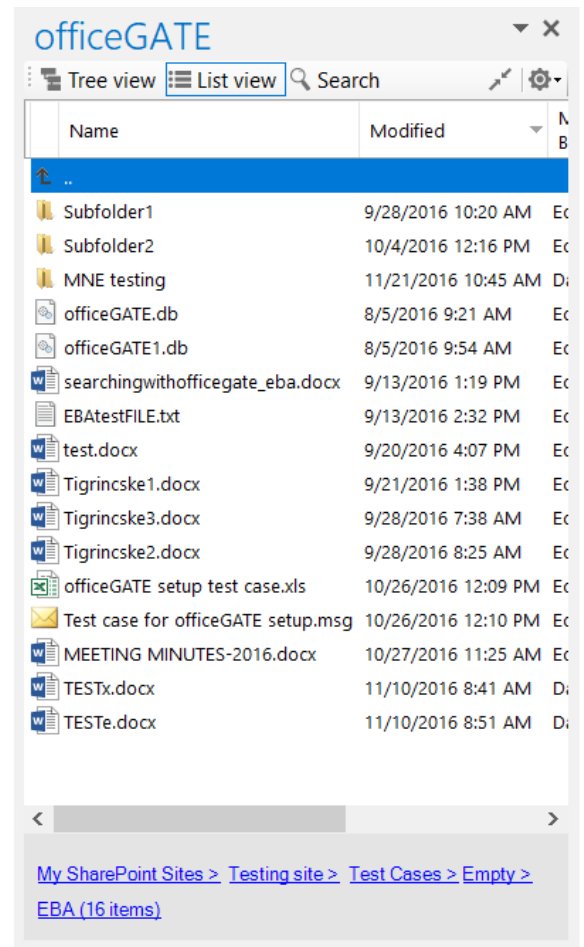 officeGATE
Tree view List view Search
Name Modified
..
Subfolder1 9/28/2016 10:20 AM
Subfolder2 10/4/2016 12:16 PM
MNE testing 11/21/2016 10:45 AM
officeGATE.db 8/5/2016 9:21 AM
officeGATE1.db 8/5/2016 9:54 AM
searchingwithofficegate_eba.docx 9/13/2016 1:19 PM
EBAtestFILE.txt 9/13/2016 2:32 PM
test.docx 9/20/2016 4:07 PM
Tigrincske1.docx 9/21/2016 1:38 PM
Tigrincske3.docx 9/28/2016 7:38 AM
Tigrincske2.docx 9/28/2016 8:25 AM
officeGATE setup test case.xls 10/26/2016 12:09 PM
Test case for officeGATE setup.msg 10/26/2016 12:10 PM
MEETING MINUTES-2016.docx 10/27/2016 11:25 AM
TESTx.docx 11/10/2016 8:41 AM
TESTe.docx 11/10/2016 8:51 AM
My SharePoint Sites > Testing site > Test Cases > Empty >
EBA (16 items)